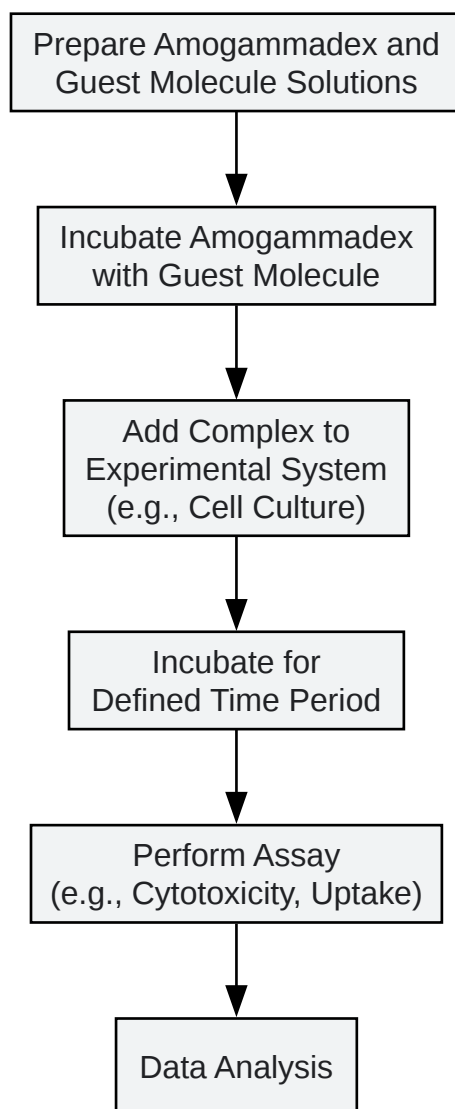 Prepare Amogammadex and
Guest Molecule Solutions
Incubate Amogammadex
with Guest Molecule
Add Complex to
Experimental System
(e.g., Cell Culture)
Incubate for
Defined Time Period
Perform Assay
(e.g., Cytotoxicity, Uptake)
Data Analysis